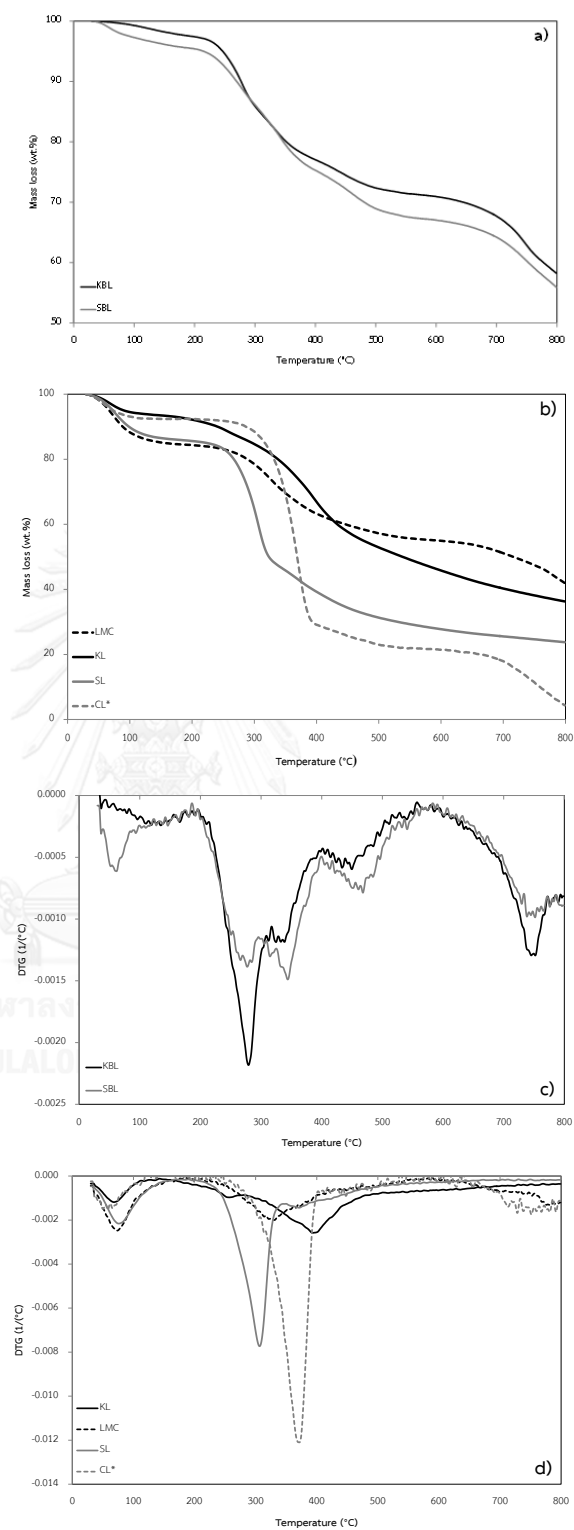 a)
100
90
80
70
60
50
Mass loss (wt.%)
KBL
SBL
0 100 200 300 400 500 600 700 800
Temperature (°C)
b)
100
80
60
40
20
0
Mass loss (wt.%)
LMC
KL
SL
CL*
0 100 200 300 400 500 600 700 800
Temperature (°C)
0.0000
-0.0005
-0.0010
-0.0015
-0.0020
-0.0025
DTG (1/(°C)
KBL
SBL
c)
0 100 200 300 400 500 600 700 800
Temperature (°C)
0.000
-0.002
-0.004
-0.006
-0.008
-0.010
-0.012
-0.014
DTG (1/(°C)
KL
LMC
SL
CL*
d)
0 100 200 300 400 500 600 700 800
Temperature (°C)